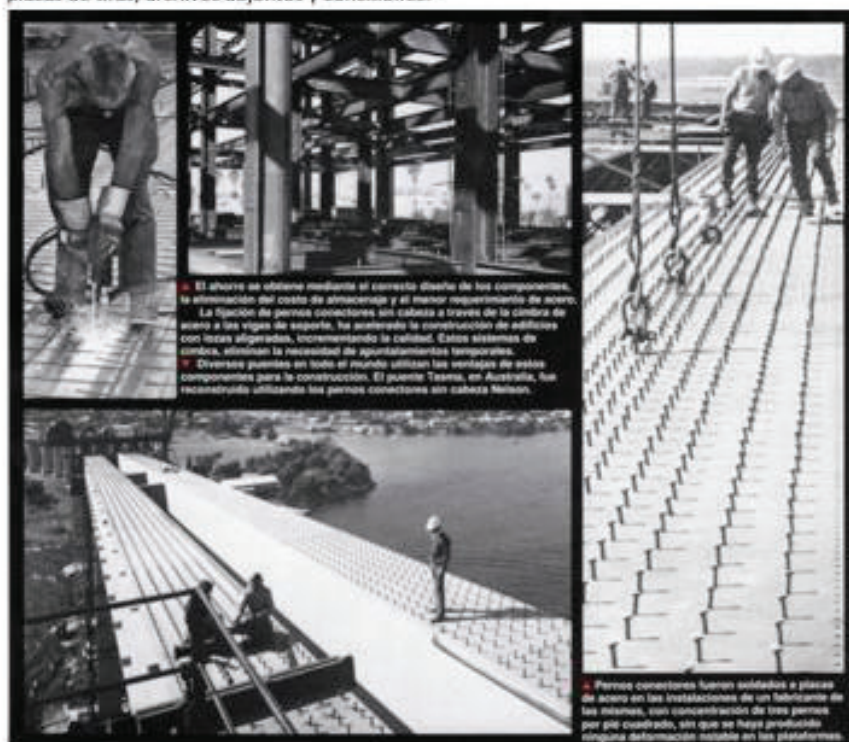 El ahorro se obtiene mediante el correcto diseño de los componentes,
la eliminación del costo de almacenaje y el menor requerimiento de acero.
La fijación de pernos conectores sin cabeza a través de la cimbra de
acero a las vigas de soporte, ha acelerado la construcción de edificios
con lozas aligeradas, incrementando la calidad. Estos sistemas de
cimbra, eliminan la necesidad de apuntalamientos temporales.
Diversos puentes en todo el mundo utilizan las ventajas de estos
componentes para la construcción. El puente Tasma, en Australia, fue
reconstruido utilizando los pernos conectores sin cabeza Nelson.
Pernos conectores fueron soldados a placas
de acero en las instalaciones de un fabricante de
las mismas, con concentración de tres pernos
por pie cuadrado, sin que se haya producido
ninguna deformación notable en las plataformas.